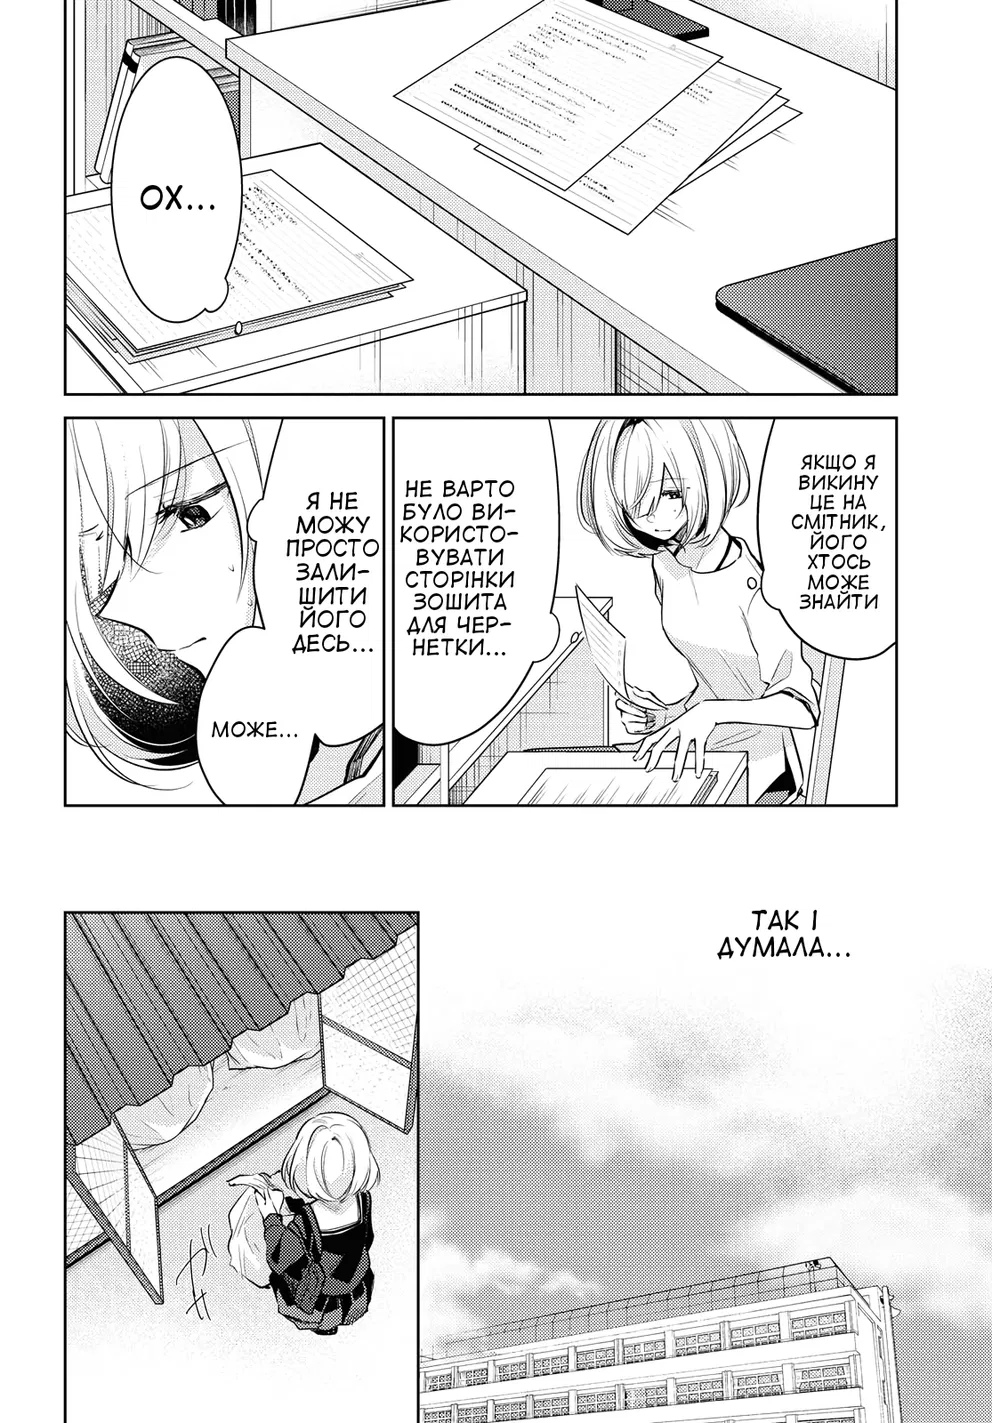 ОХ...
ЯКЩО Я
ВИКИНУ
ЦЕ НА
СМІТНИК,
ЙОГО
ХТОСЬ
МОЖЕ
ЗНАЙТИ
НЕ ВАРТО
БУЛО ВИ-
КОРИСТО-
ВУВАТИ
СТОРІНКИ
ЗОШИТА
ДЛЯ ЧЕР-
НЕТКИ...
Я НЕ
МОЖУ
ПРОСТО
ЗАЛИ-
ШИТИ
ЙОГО
ДЕСЬ...
МОЖЕ...
ТАК І
ДУМАЛА...